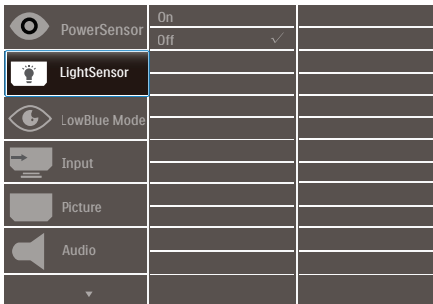 PowerSensor
LightSensor
LowBlue Mode
Input
Picture
Audio
On
Off